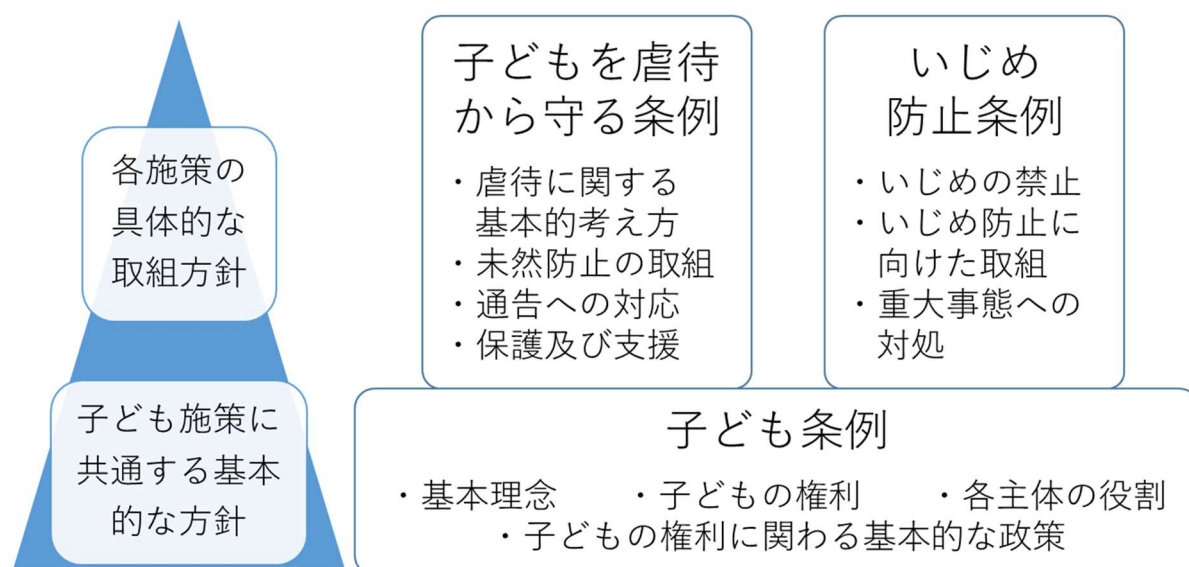 各施策の
具体的な
取組方針
子ども施策に
共通する基本
的な方針
子どもを虐待
から守る条例
・虐待に関する
基本的考え方
・未然防止の取組
・通告への対応
・保護及び支援
いじめ
防止条例
・いじめの禁止
・いじめ防止に
向けた取組
・重大事態への
対処
子ども条例
・基本理念 ・子どもの権利 ・各主体の役割
・子どもの権利に関わる基本的な政策